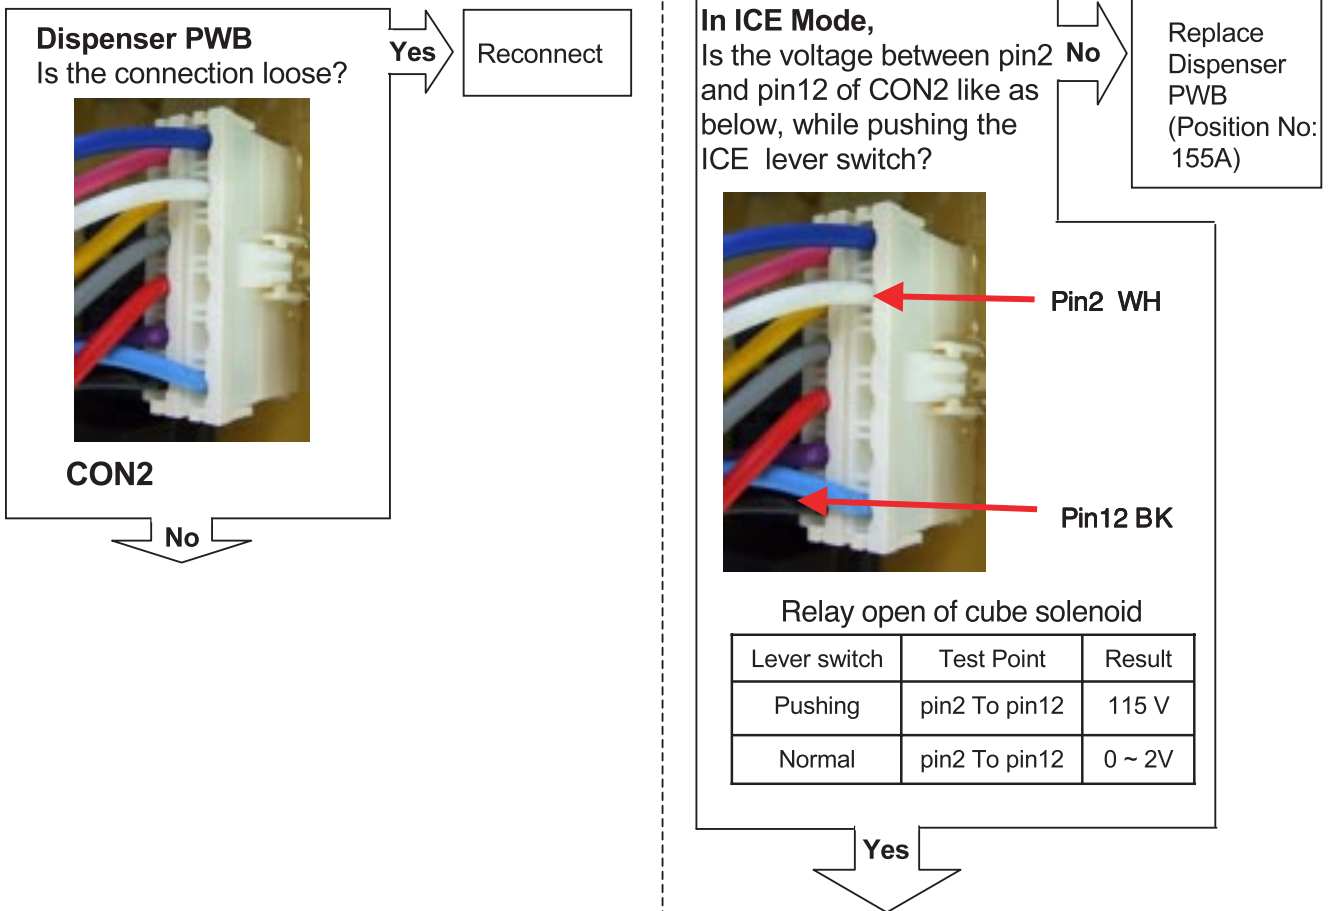 Dispenser PWB
Is the connection loose?
Yes
Reconnect
CON2
No
In ICE Mode,
Is the voltage between pin2
and pin12 of CON2 like as
below, while pushing the
ICE lever switch?
No
Replace
Dispenser
PWB
(Position No:
155A)
Pin2 WH
Pin12 BK
Relay open of cube solenoid
Lever switch Test Point Result
Pushing pin2 To pin12 115 V
Normal pin2 To pin12 0 ~ 2V
Yes